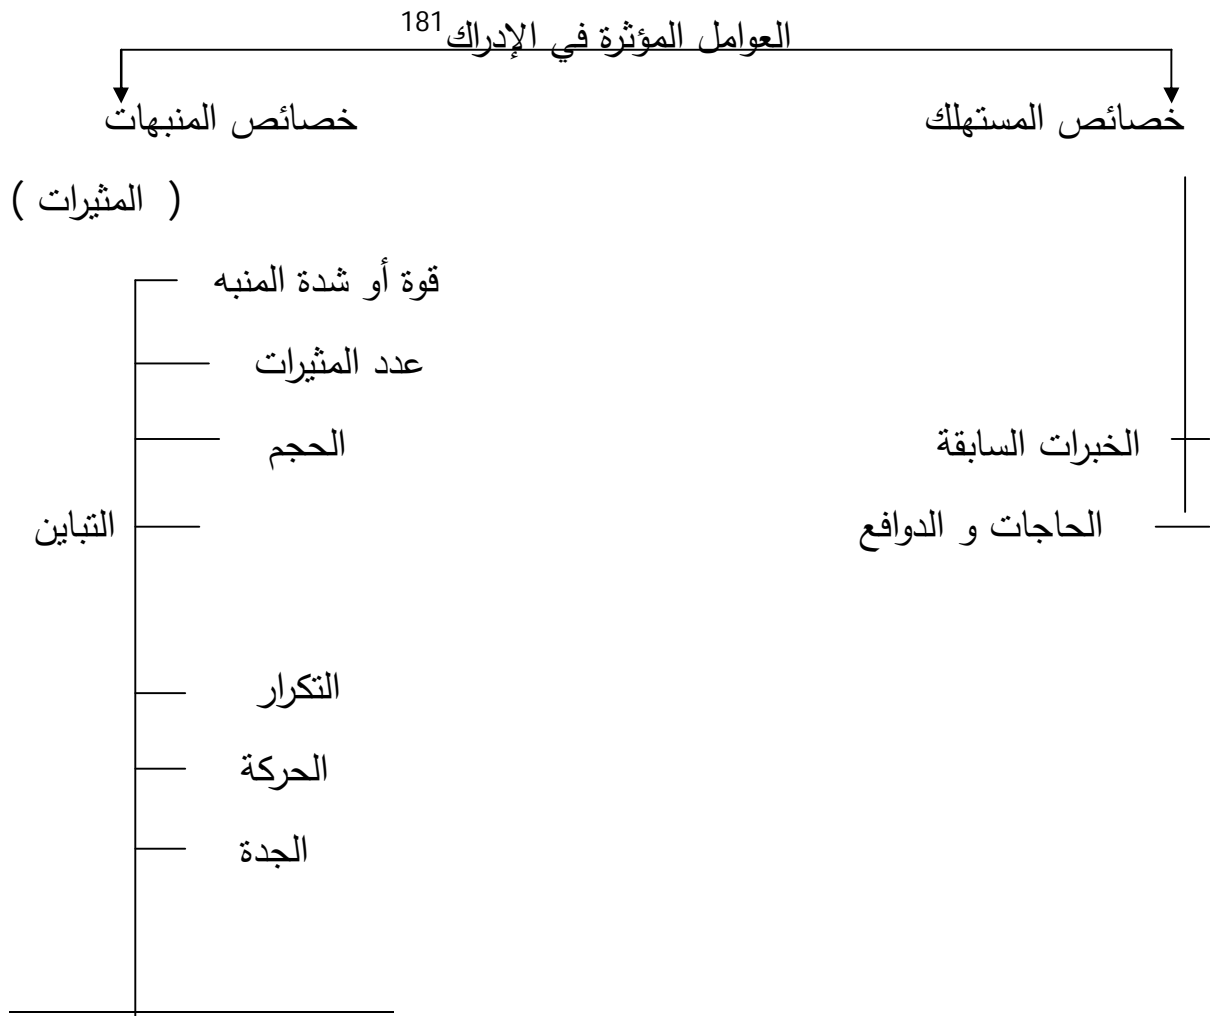 العوامل المؤثرة في الإدراك181
خصائص المستهلك خصائص المنبهات
( المثيرات )
قوة أو شدة المنبه
عدد المثيرات
الخبرات السابقة الحجم
الحاجات و الدوافع التباين
التكرار
الحركة
الجدة